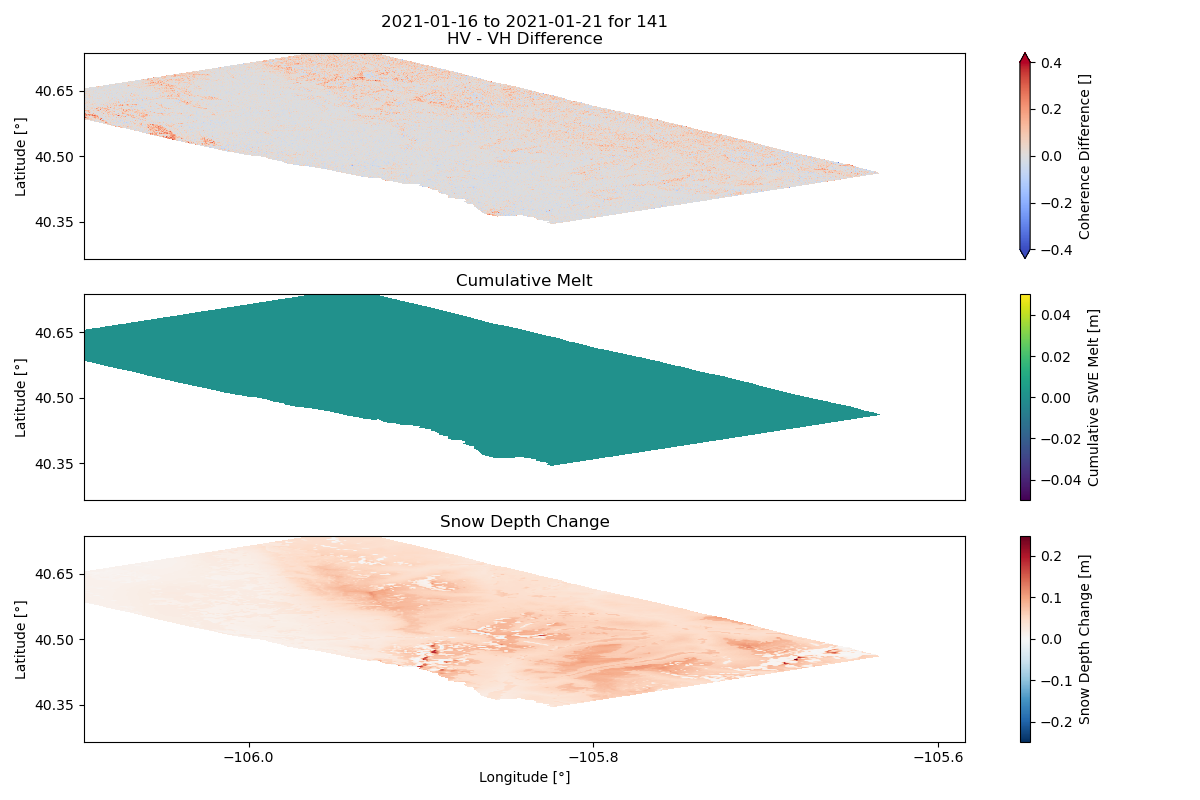 2021-01-16 to 2021-01-21 for 141
HV - VH Difference
Latitude [°]
40.65
40.50
40.35
0.4
0.2
0.0
−0.2
−0.4
Coherence Difference []
Cumulative Melt
Latitude [°]
40.65
40.50
40.35
0.04
0.02
0.00
−0.02
−0.04
Cumulative SWE Melt [m]
Snow Depth Change
Latitude [°]
40.65
40.50
40.35
0.2
0.1
0.0
−0.1
−0.2
Snow Depth Change [m]
−106.0
−105.8
−105.6
Longitude [°]